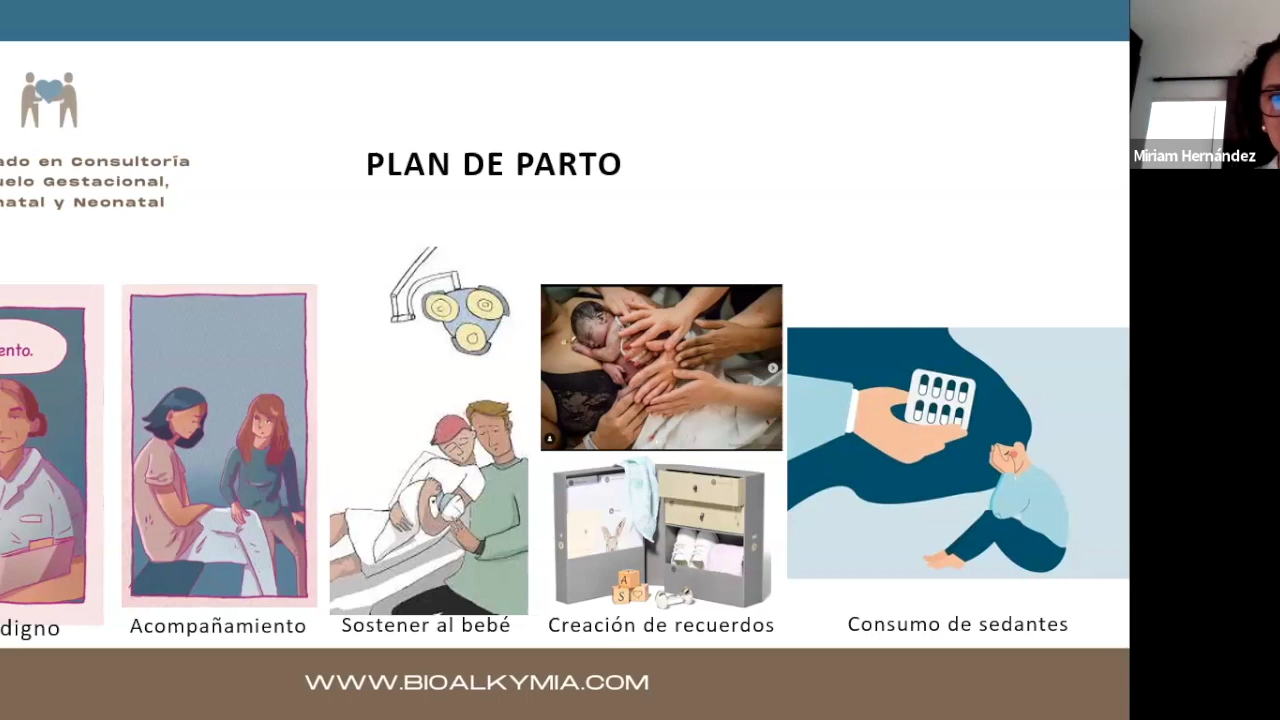 ado en Consultoría
uelo Gestacional,
natal y Neonatal
PLAN DE PARTO
Miriam Hernández
ento.
digno
Acompañamiento
Sostener al bebé
A
S
Creación de recuerdos
Consumo de sedantes
WWW.BIOALKYMIA.COM